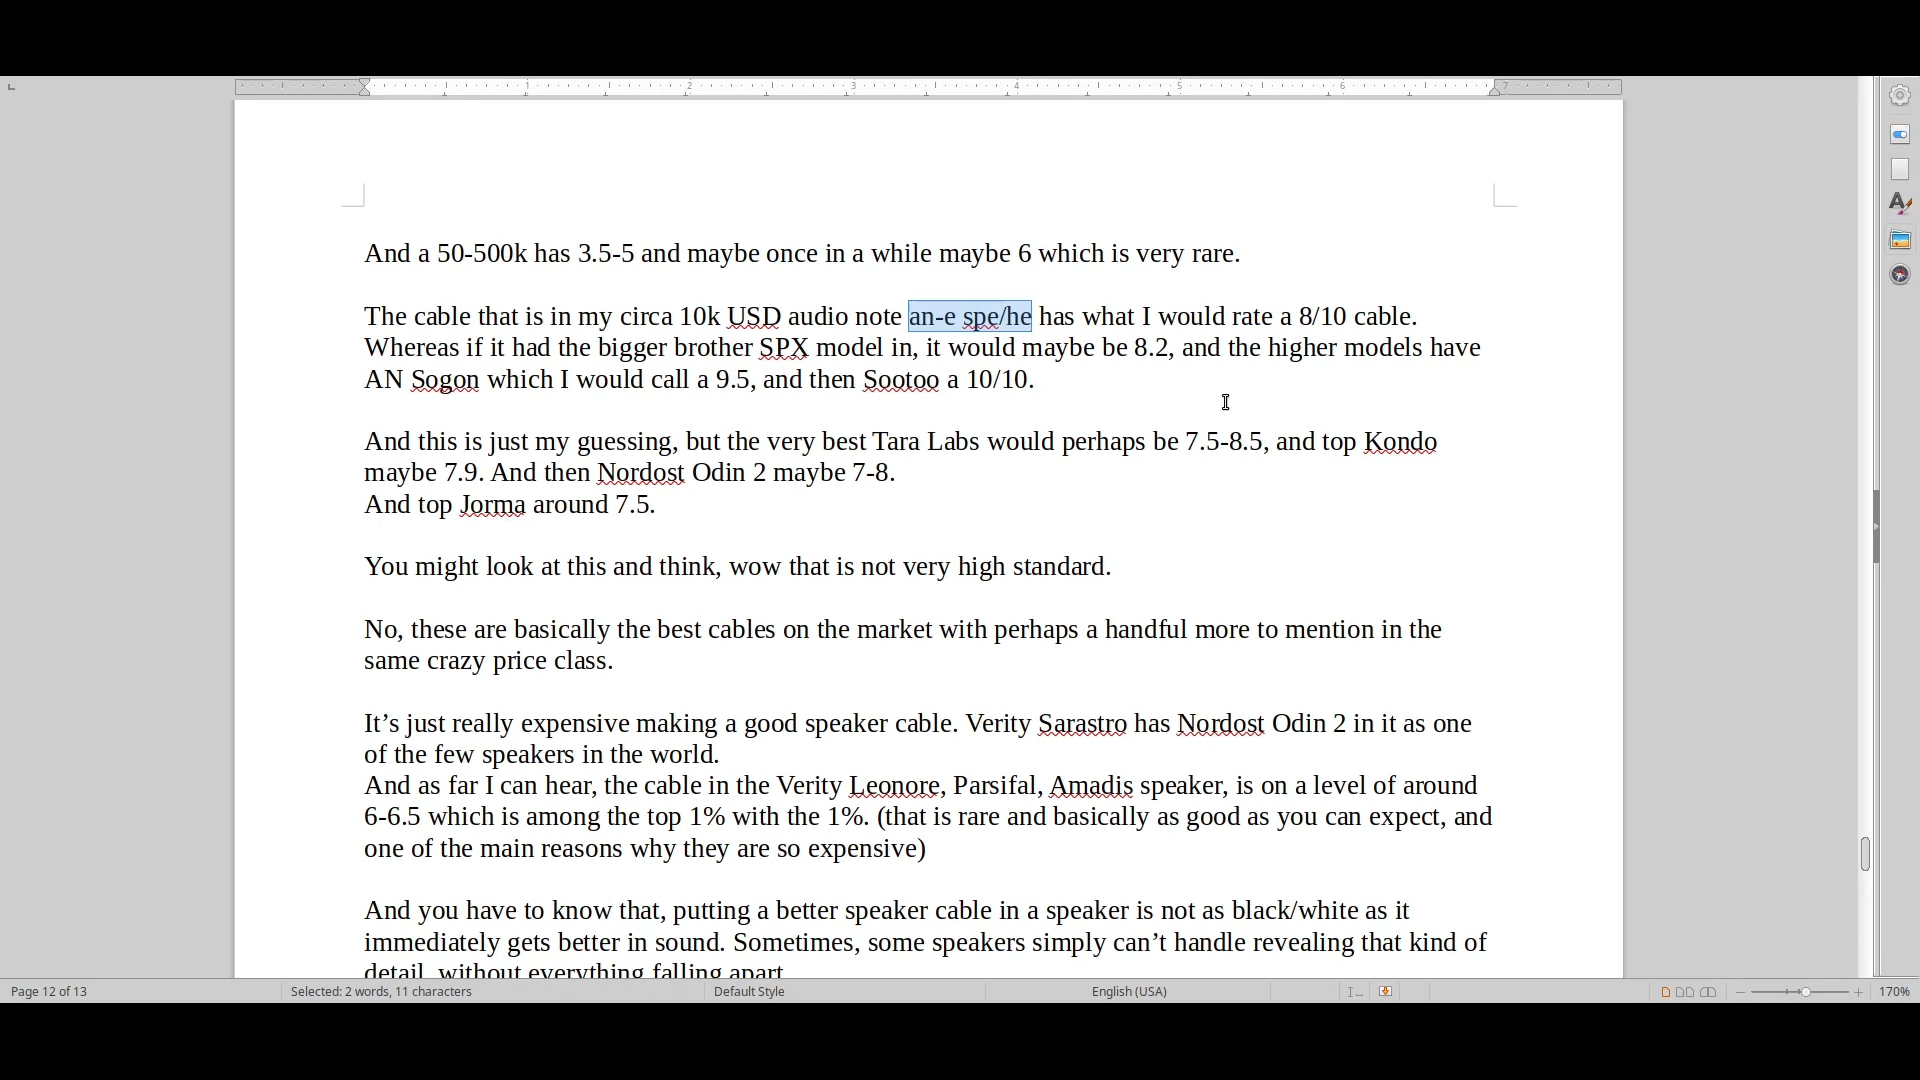 1 2 3 4 5 6 7
And a 50-500k has 3.5-5 and maybe once in a while maybe 6 which is very rare.
The cable that is in my circa 10k USD audio note an-e spe/he has what I would rate a 8/10 cable.
Whereas if it had the bigger brother SPX model in, it would maybe be 8.2, and the higher models have
AN Sogon which I would call a 9.5, and then Sootoo a 10/10.
And this is just my guessing, but the very best Tara Labs would perhaps be 7.5-8.5, and top Kondo
maybe 7.9. And then Nordost Odin 2 maybe 7-8.
And top Jorma around 7.5.
You might look at this and think, wow that is not very high standard.
No, these are basically the best cables on the market with perhaps a handful more to mention in the
same crazy price class.
It’s just really expensive making a good speaker cable. Verity Sarastro has Nordost Odin 2 in it as one
of the few speakers in the world.
And as far I can hear, the cable in the Verity Leonore, Parsifal, Amadis speaker, is on a level of around
6-6.5 which is among the top 1% with the 1%. (that is rare and basically as good as you can expect, and
one of the main reasons why they are so expensive)
And you have to know that, putting a better speaker cable in a speaker is not as black/white as it
immediately gets better in sound. Sometimes, some speakers simply can’t handle revealing that kind of
detail, without everything falling apart
Page 12 of 13 Selected: 2 words, 11 characters Default Style English (USA) 170%